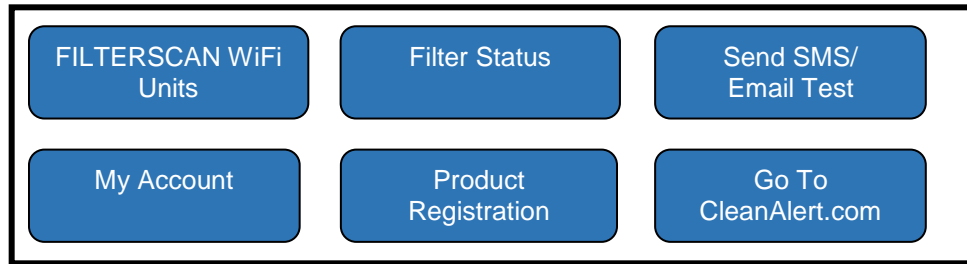 FILTERSCAN WiFi
Units
Filter Status
Send SMS/
Email Test
My Account
Product
Registration
Go To
CleanAlert.com